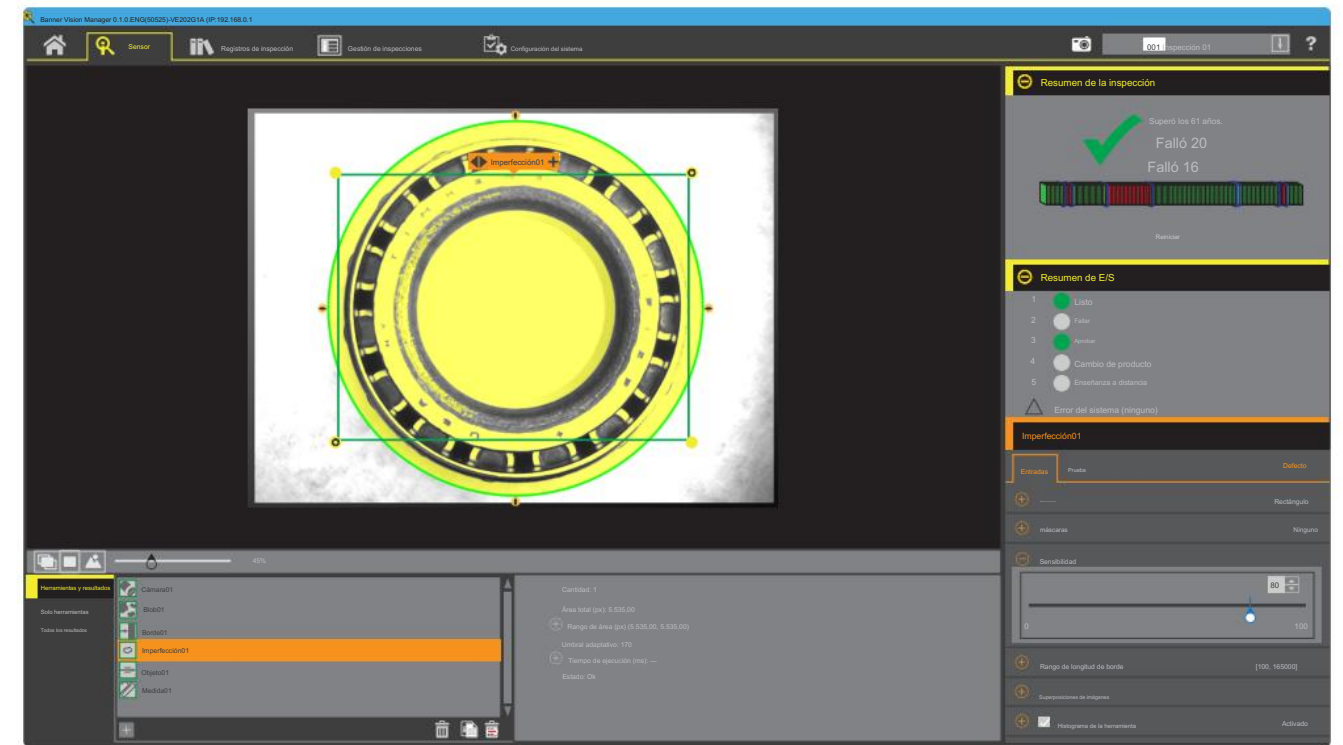 Banner Vision Manager 0.1.0.ENG(50525)-VE202G1A (IP:192.168.0.1
Sensor
Registros de inspección
Gestión de inspecciones
Configuración del sistema
001 Inspección 01
?
Resumen de la inspección
Superó los 61 años.
Falló 20
Falló 16
Reiniciar
Resumen de E/S
1 Listo
2 Fallar
3 Aprobar
4 Cambio de producto
5 Enseñanza a distancia
Error del sistema (ninguno)
Imperfección01
Imperfección01
Entradas Prueba Defecto
Rectángulo
máscaras Ninguno
Sensibilidad
80
0 100
Rango de longitud de borde [100, 165000]
Superposiciones de imágenes
Histograma de la herramienta Activado
45%
Herramientas y resultados
Solo herramientas
Todos los resultados
Cámara01
Blob01
Borde01
Imperfección01
Objeto01
Medida01
Cantidad: 1
Área total (px): 5.535,00
Rango de área (px) (5.535,00, 5.535,00)
Umbral adaptativo: 170
Tiempo de ejecución (ms): —
Estado: Ok